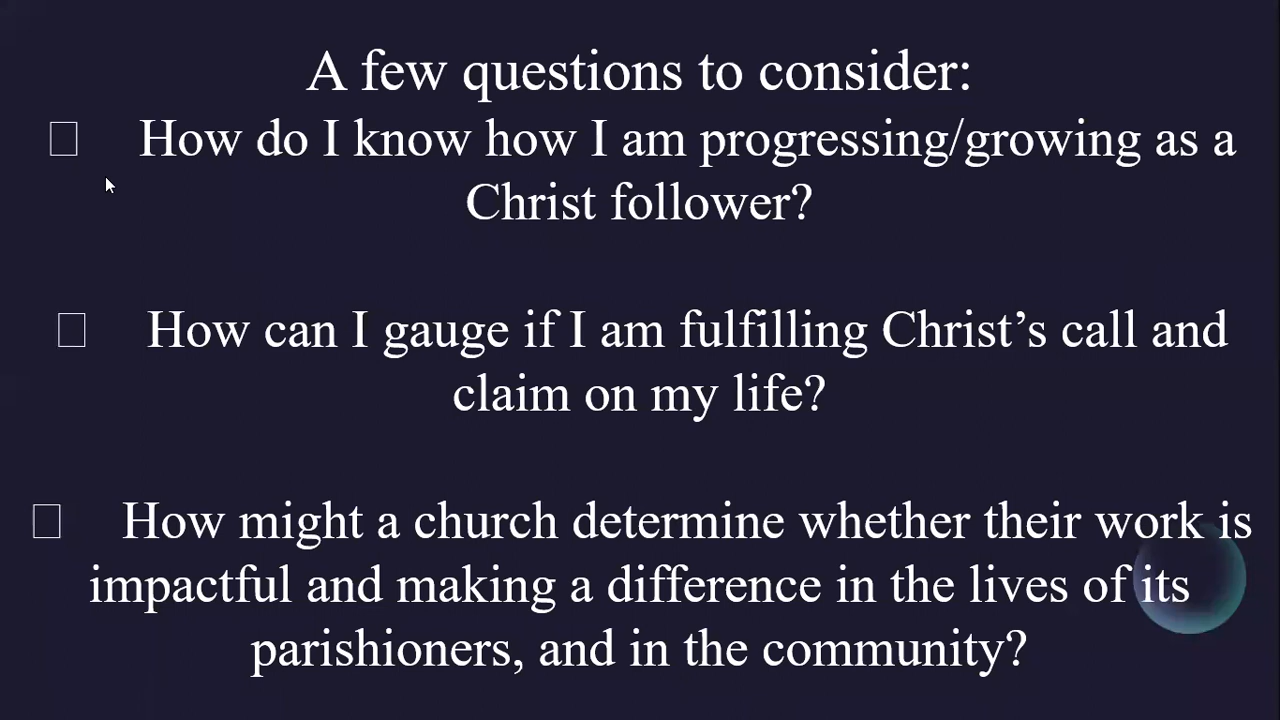 A few questions to consider:
How do I know how I am progressing/growing as a
Christ follower?
How can I gauge if I am fulfilling Christ’s call and
claim on my life?
How might a church determine whether their work is
impactful and making a difference in the lives of its
parishioners, and in the community?